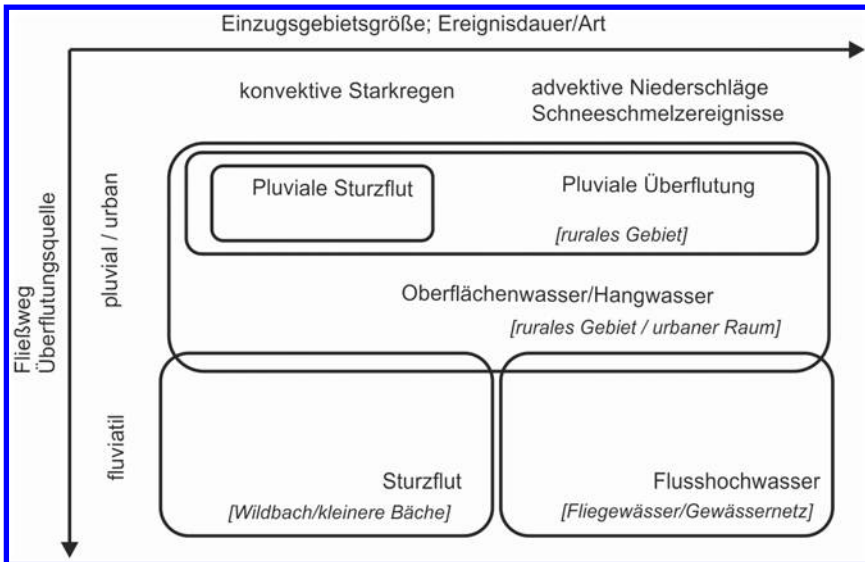 Einzugsgebietsgröße; Ereignisdauer/Art
konvektive Starkregen
advektive Niederschläge
Schneeschmelzereignisse
Fließweg
Überflutungsquelle
pluvial / urban
Pluviale Sturzflut
Pluviale Überflutung
[rurales Gebiet]
Oberflächenwasser/Hangwasser
[rurales Gebiet / urbaner Raum]
fluviatil
Sturzflut
[Wildbach/kleinere Bäche]
Flusshochwasser
[Fliegewässer/Gewässernetz]